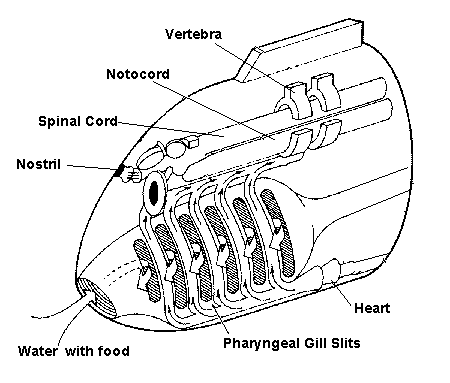 Vertebra
Notocord
Spinal Cord
Nostril
Heart
Pharyngeal Gill Slits
Water with food